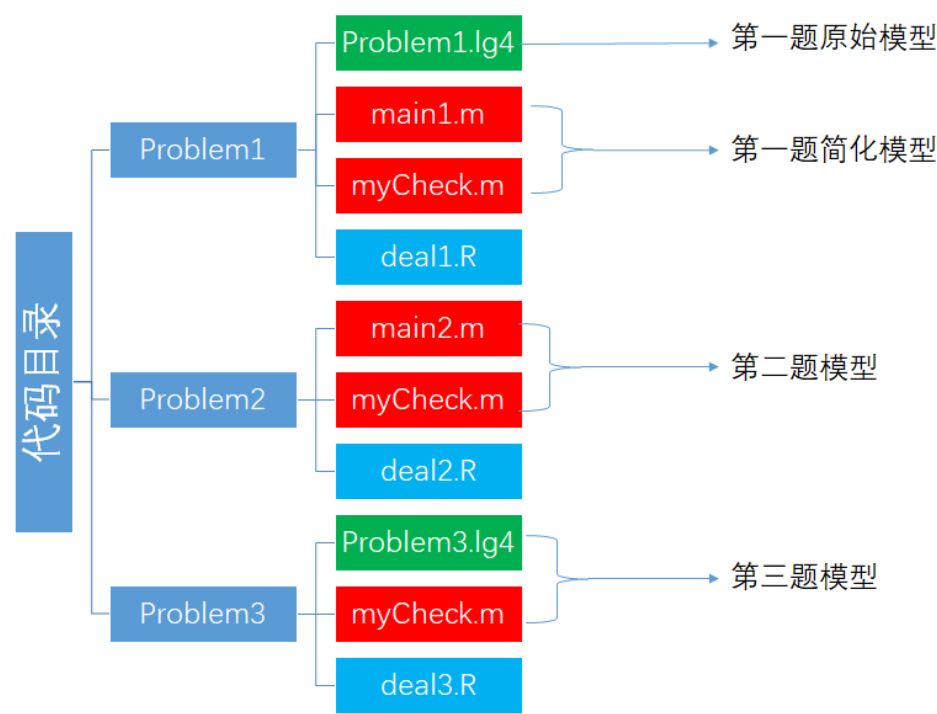 代码目录
Problem1
Problem1.lg4
第一题原始模型
main1.m
myCheck.m
第一题简化模型
deal1.R
Problem2
main2.m
myCheck.m
第二题模型
deal2.R
Problem3
Problem3.lg4
myCheck.m
第三题模型
deal3.R